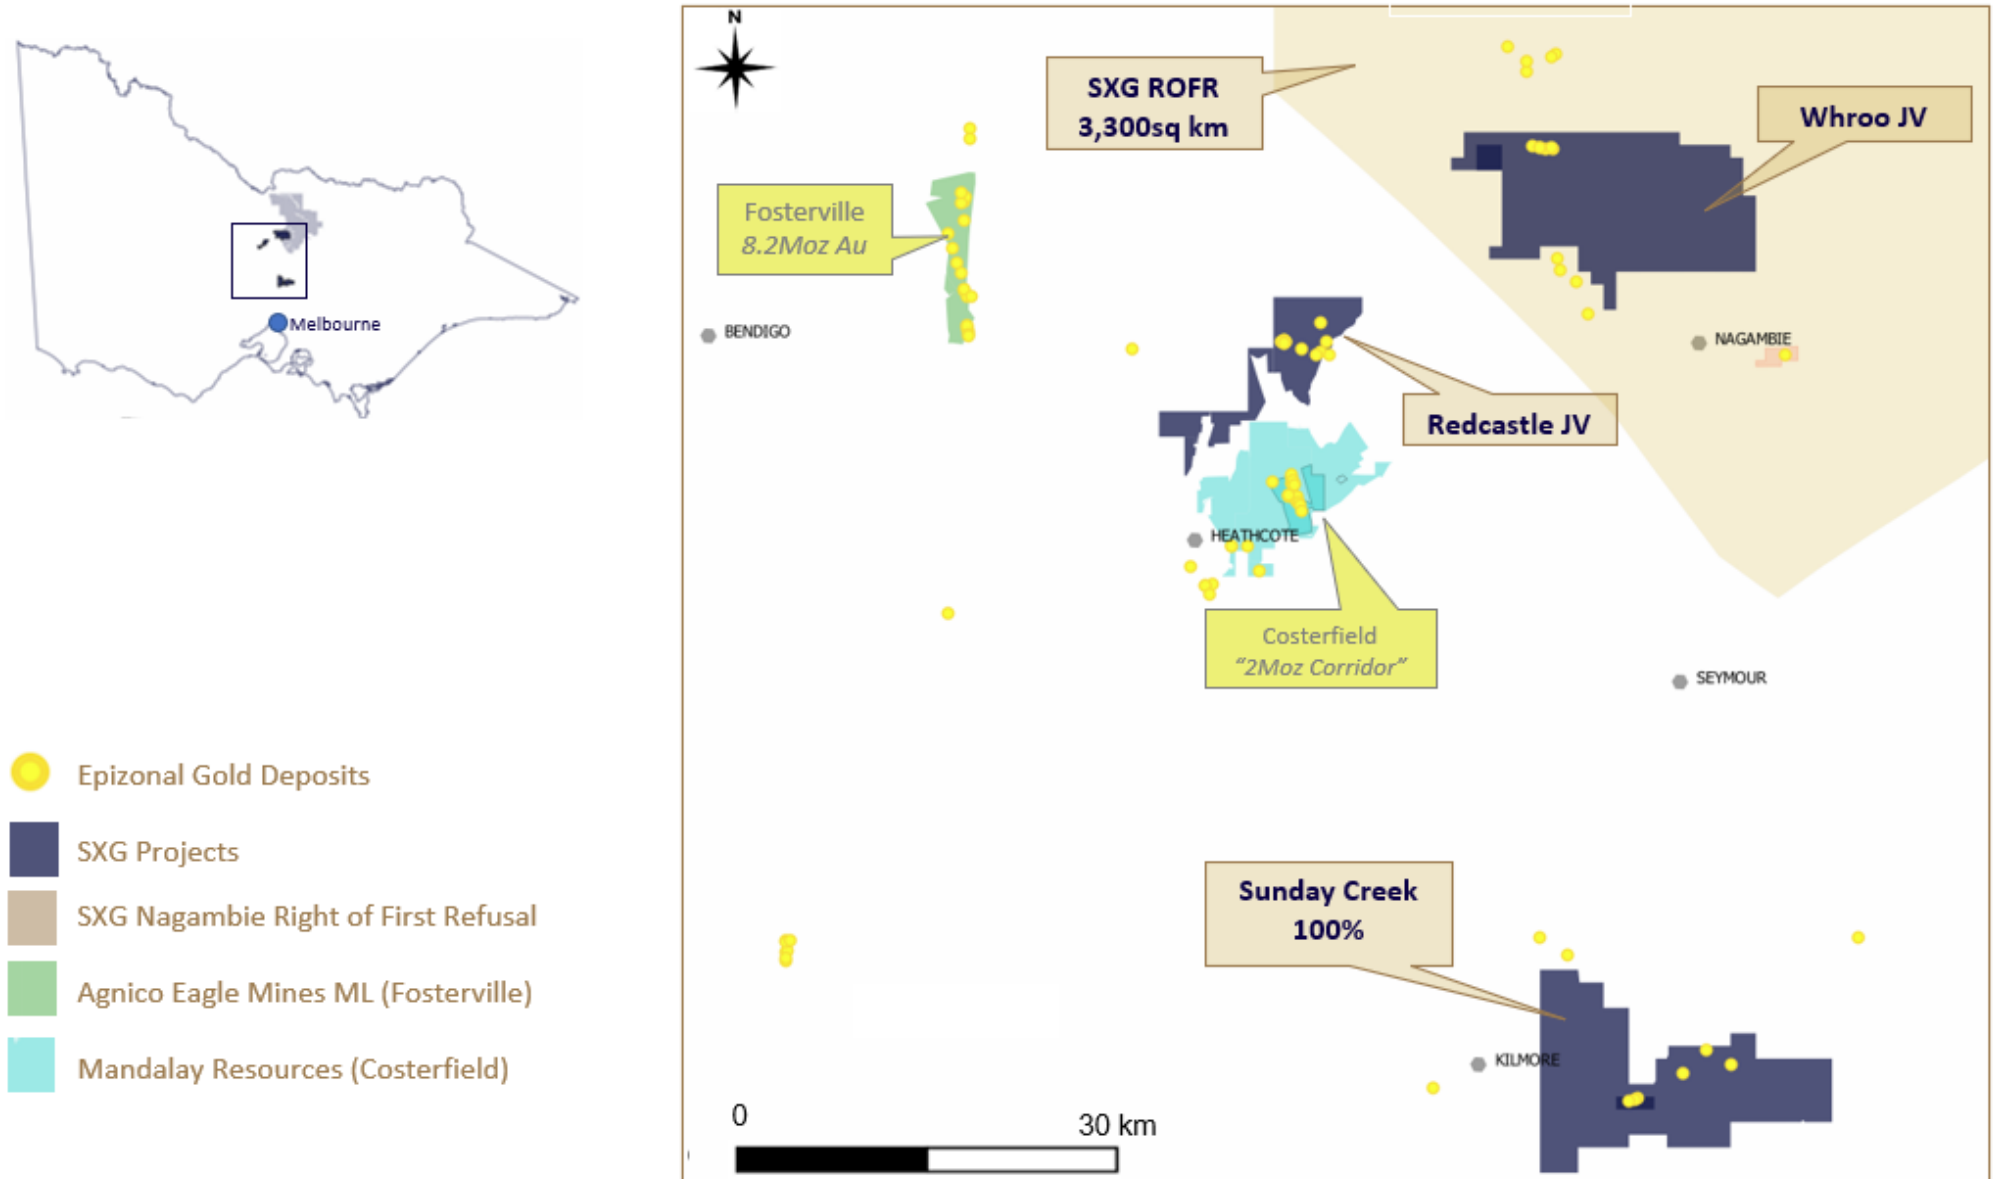 N
SXG ROFR
3,300sq km
Whroo JV
Fosterville
8.2Moz Au
Melbourne
BENDIGO
NAGAMBIE
Redcastle JV
HEATHCOTE
Costerfield
“2Moz Corridor”
SEYMOUR
Epizonal Gold Deposits
SXG Projects
SXG Nagambie Right of First Refusal
Agnico Eagle Mines ML (Fosterville)
Mandalay Resources (Costerfield)
Sunday Creek
100%
KILMORE
0
30 km